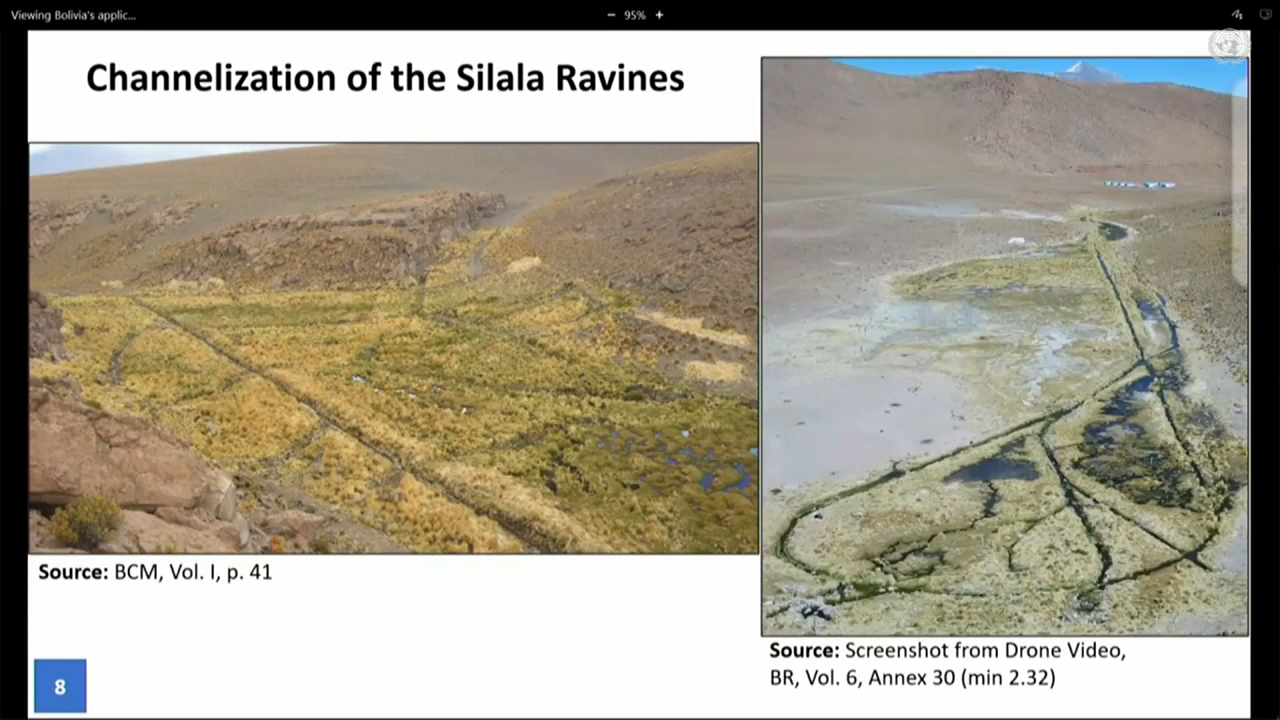 Viewing Bolivia's applic...
− 95% +
Channelization of the Silala Ravines
Source: BCM, Vol. I, p. 41
Source: Screenshot from Drone Video,
BR, Vol. 6, Annex 30 (min 2.32)
8